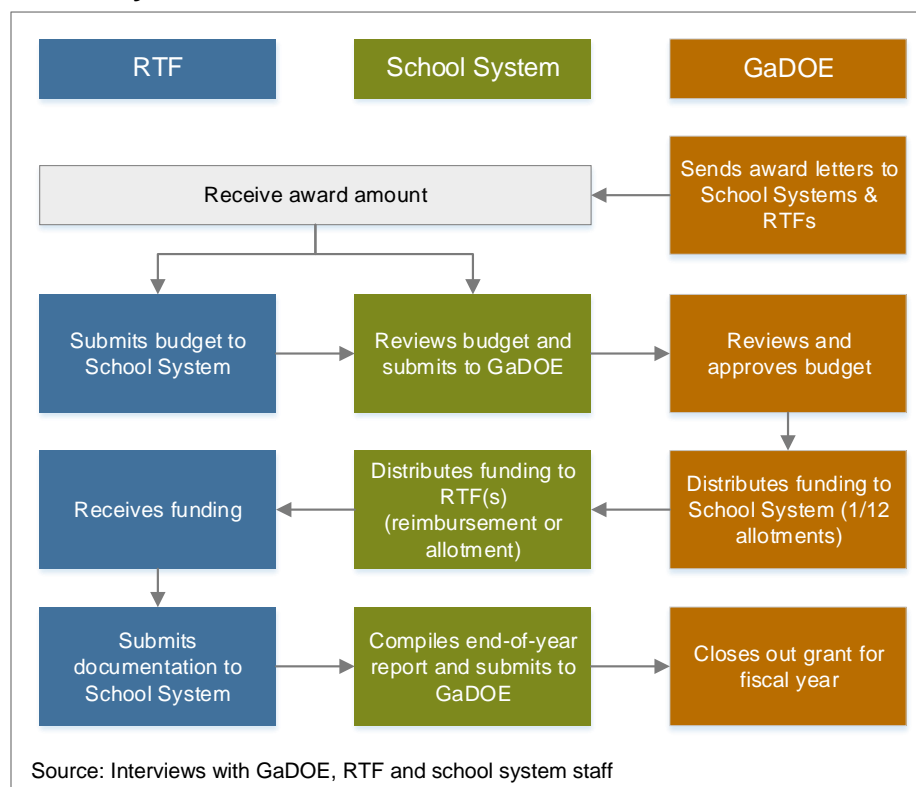 RTF
School System
GaDOE
Receive award amount
Sends award letters to
School Systems &
RTFs
Submits budget to
School System
Reviews budget and
submits to GaDOE
Reviews and
approves budget
Receives funding
Distributes funding to
RTF(s)
(reimbursement or
allotment)
Distributes funding to
School System (1/12
allotments)
Submits
documentation to
School System
Compiles end-of-year
report and submits to
GaDOE
Closes out grant for
fiscal year
Source: Interviews with GaDOE, RTF and school system staff